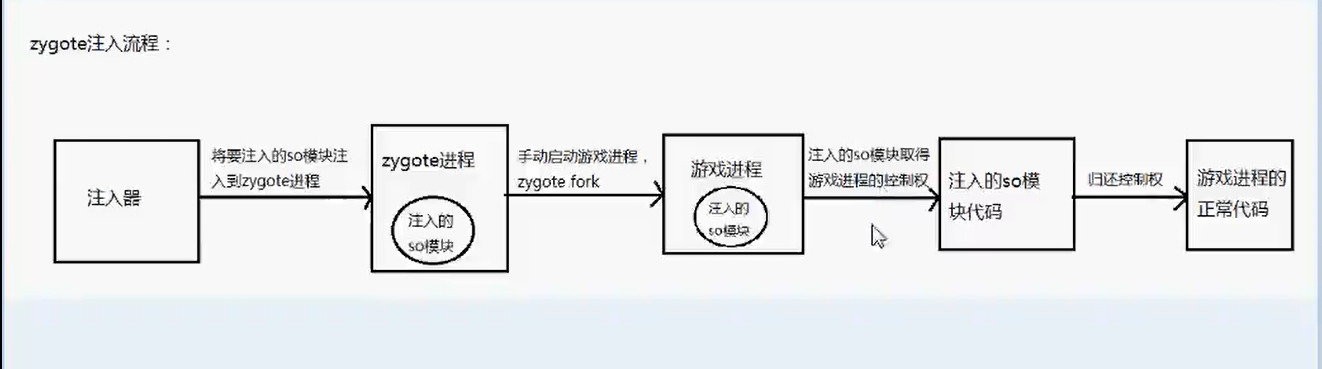 zygote注入流程：
注入器
将要注入的so模块注
入到zygote进程
zygote进程
注入的
so模块
手动启动游戏进程，
zygote fork
游戏进程
注入的
so模块
注入的so模块取得
游戏进程的控制权
注入的so模
块代码
归还控制权
游戏进程的
正常代码